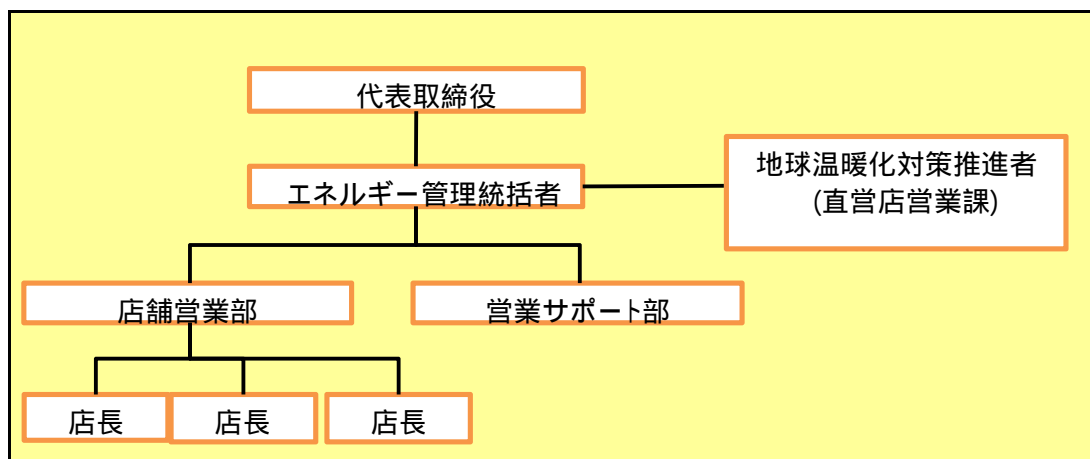 代表取締役
エネルギー管理統括者
地球温暖化対策推進者
(直営店営業課)
店舗営業部
営業サポート部
店長
店長
店長